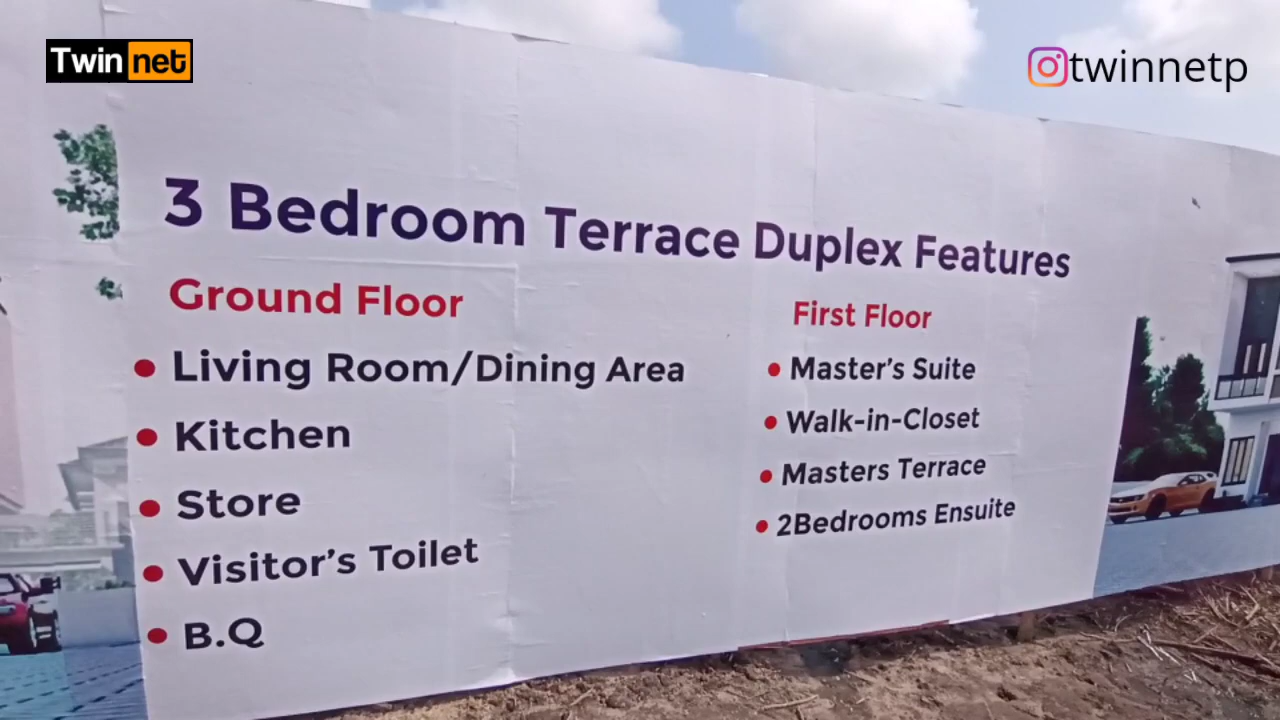 Twinnet
twinnetp
3 Bedroom Terrace Duplex Features
Ground Floor
Living Room/Dining Area
Kitchen
Store
Visitor's Toilet
B.Q
First Floor
Master's Suite
Walk-in-Closet
Masters Terrace
2Bedrooms Ensuite